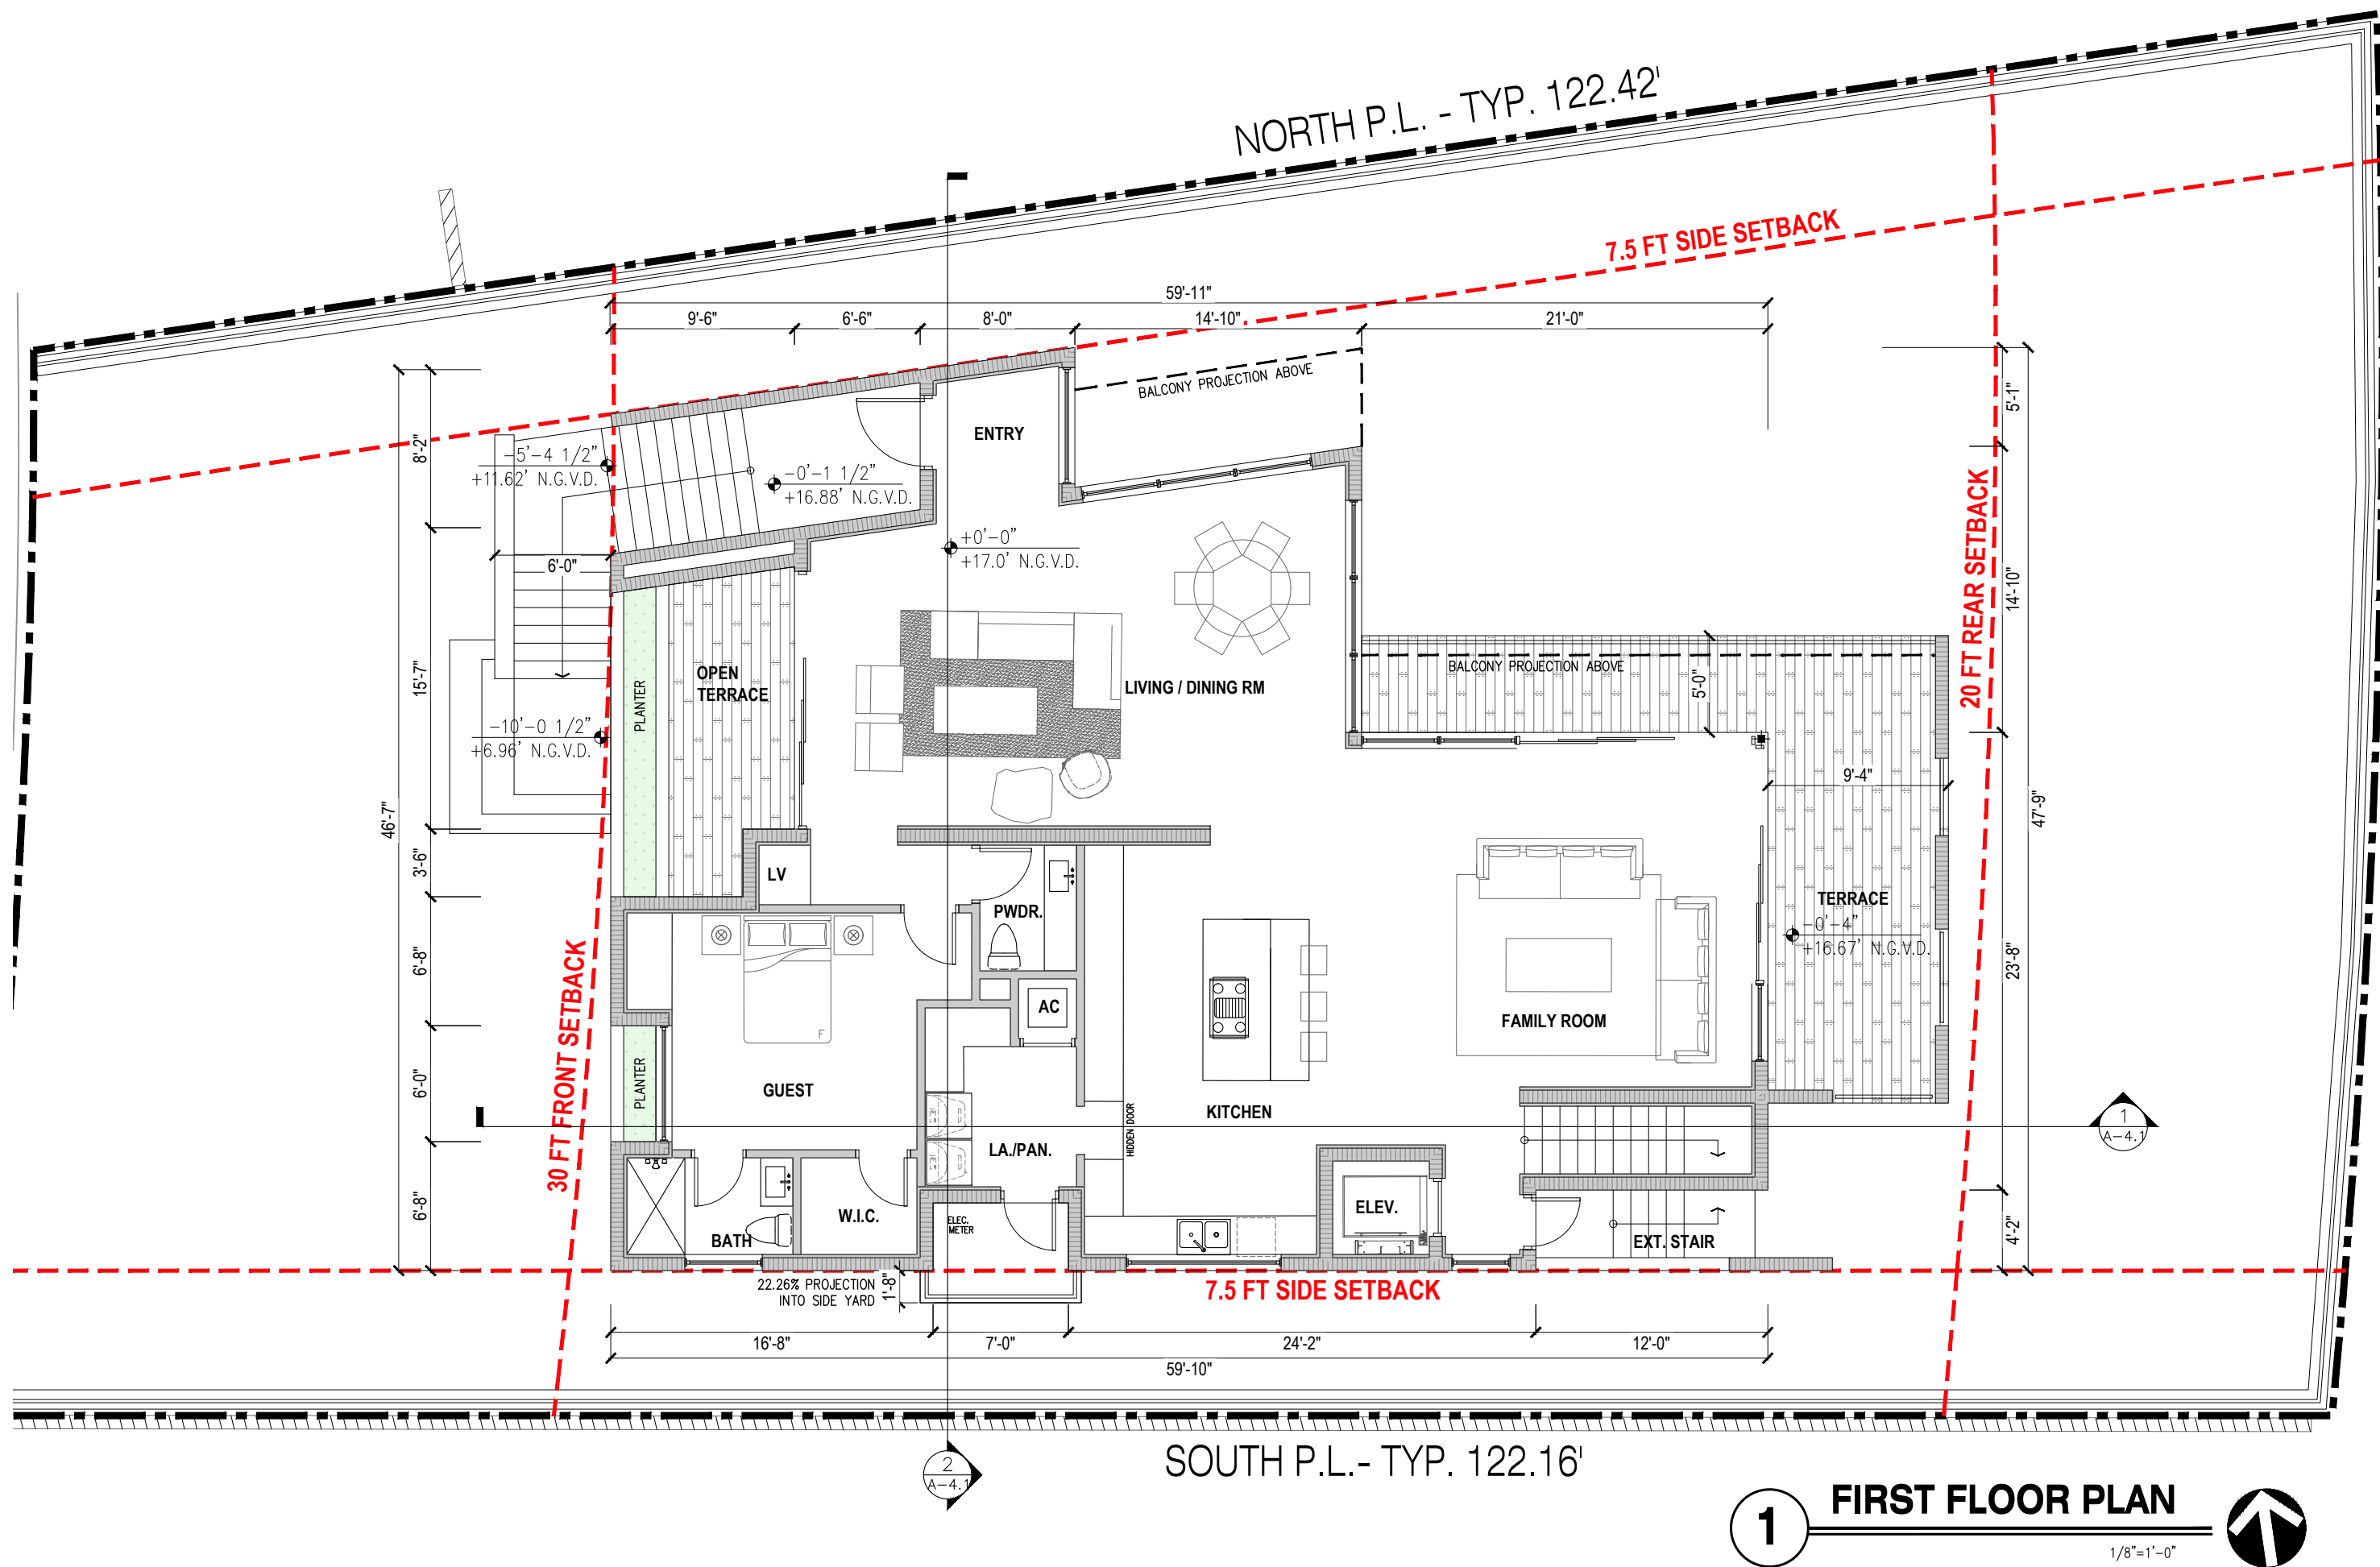 NORTH P.L. - TYP. 122.42'
7.5 FT SIDE SETBACK
59'-11"
9'-6"
6'-6"
8'-0"
14'-10"
21'-0"
BALCONY PROJECTION ABOVE
5'-1"
8'-2"
ENTRY
-5'-4 1/2"
+11.62' N.G.V.D.
-0'-1 1/2"
+16.88' N.G.V.D.
+0'-0"
+17.0' N.G.V.D.
6'-0"
20 FT REAR SETBACK
14'-10"
OPEN
TERRACE
PLANTER
15'-7"
LIVING / DINING RM
BALCONY PROJECTION ABOVE
5'-0"
-10'-0 1/2"
+6.96' N.G.V.D.
9'-4"
46'-7"
47'-9"
3'-6"
LV
PWDR.
TERRACE
-0'-4"
+16.67' N.G.V.D.
6'-8"
23'-8"
AC
FAMILY ROOM
F
30 FT FRONT SETBACK
6'-0"
PLANTER
GUEST
KITCHEN
HIDDEN DOOR
LA./PAN.
1
A-4.1
6'-8"
W.I.C.
ELEC.
METER
ELEV.
BATH
EXT. STAIR
4'-2"
22.26% PROJECTION
INTO SIDE YARD
1'-8"
7.5 FT SIDE SETBACK
16'-8"
7'-0"
24'-2"
12'-0"
59'-10"
2
A-4.1
SOUTH P.L.- TYP. 122.16'
1
FIRST FLOOR PLAN
1/8"=1'-0"